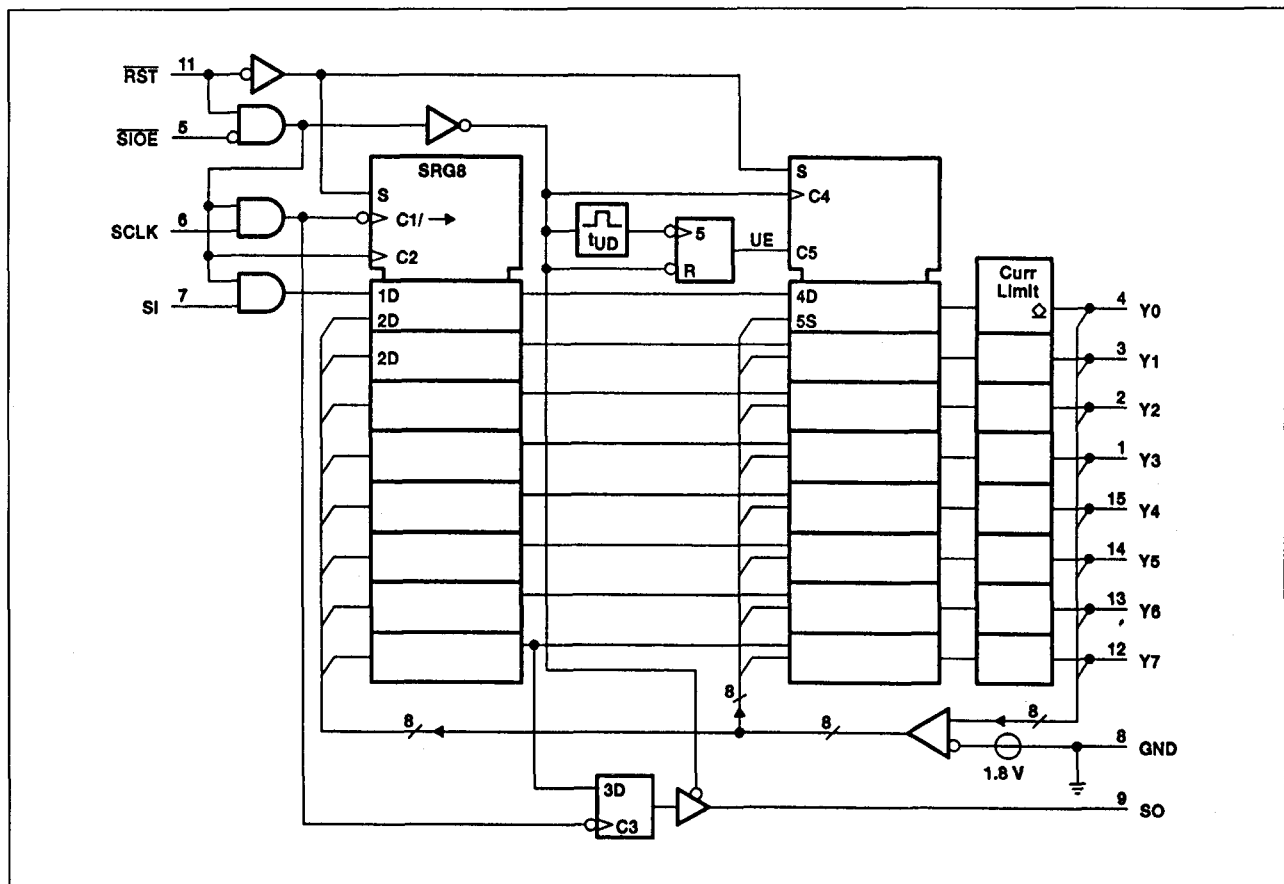 RST 11
SIOE 5
SCLK 6
SI 7
SRG8
S
C1/ →
C2
1D
2D
2D
tUD
5
R
UE
S
C4
C5
4D
5S
Curr
Limit
4 Y0
3 Y1
2 Y2
1 Y3
15 Y4
14 Y5
13 Y6
12 Y7
8
8
8
8
8 GND
1.8 V
3D
C3
9 SO